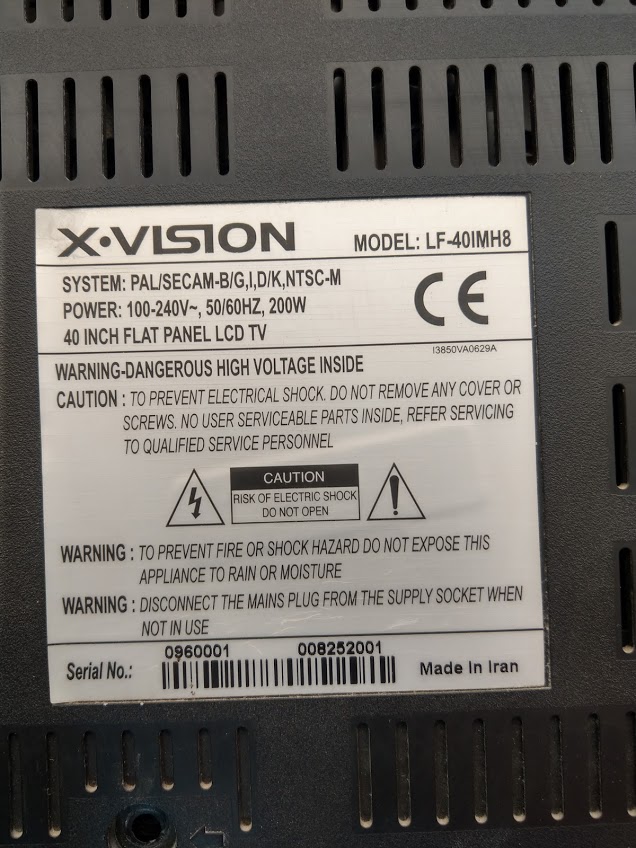 X·VISION MODEL: LF-40IMH8
SYSTEM: PAL/SECAM-B/G,I,D/K,NTSC-M
POWER: 100-240V~, 50/60HZ, 200W
40 INCH FLAT PANEL LCD TV
CE
I3850VA0629A
WARNING-DANGEROUS HIGH VOLTAGE INSIDE
CAUTION : TO PREVENT ELECTRICAL SHOCK. DO NOT REMOVE ANY COVER OR
SCREWS. NO USER SERVICEABLE PARTS INSIDE, REFER SERVICING
TO QUALIFIED SERVICE PERSONNEL
CAUTION
RISK OF ELECTRIC SHOCK
DO NOT OPEN
WARNING : TO PREVENT FIRE OR SHOCK HAZARD DO NOT EXPOSE THIS
APPLIANCE TO RAIN OR MOISTURE
WARNING : DISCONNECT THE MAINS PLUG FROM THE SUPPLY SOCKET WHEN
NOT IN USE
0960001 008252001
Serial No.: Made in Iran